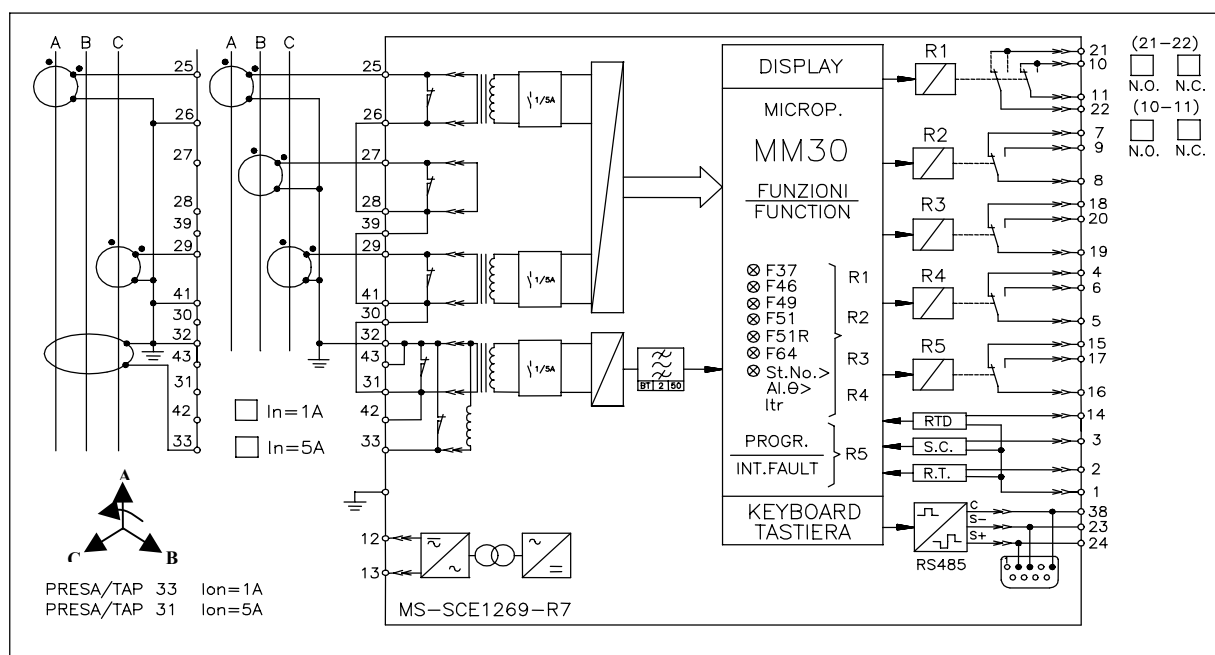 A B C
25
26
27
28
39
29
41
30
32
43
31
42
33
A B C
25
26
27
28
39
29
41
30
32
43
31
42
33
12
13
In=1A
In=5A
A
C
B
PRESA/TAP 33 Ion=1A
PRESA/TAP 31 Ion=5A
1/5A
1/5A
1/5A
BT 2 50
MS-SCE1269-R7
DISPLAY
MICROP.
MM30
FUNZIONI
FUNCTION
F37
F46
F49
F51
F51R
F64
St.No.>
Al.θ>
Itr
R1
R2
R3
R4
PROGR.
INT.FAULT
R5
KEYBOARD
TASTIERA
R1
R2
R3
R4
R5
RTD
S.C.
R.T.
RS485
C
S-
S+
1
21
10
11
22
7
9
8
18
20
19
4
6
5
15
17
16
14
3
2
1
38
23
24
(21-22)
N.O. N.C.
(10-11)
N.O. N.C.